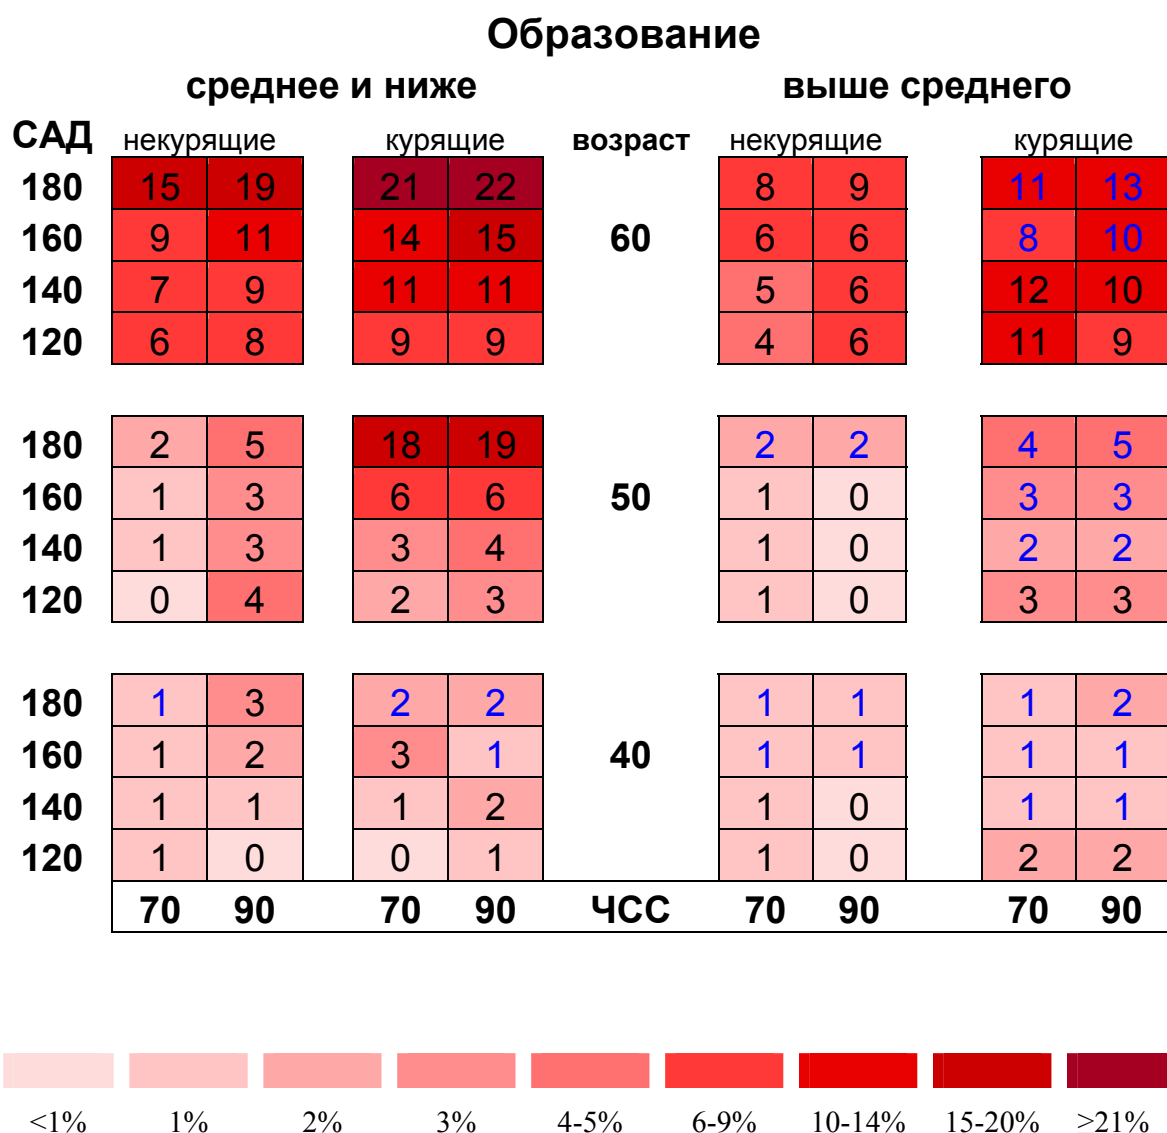 Образование
среднее и ниже выше среднего
САД некурящие курящие возраст некурящие курящие
180 15 19 21 22 8 9 11 13
160 9 11 14 15 60 6 6 8 10
140 7 9 11 11 5 6 12 10
120 6 8 9 9 4 6 11 9
180 2 5 18 19 2 2 4 5
160 1 3 6 6 50 1 0 3 3
140 1 3 3 4 1 0 2 2
120 0 4 2 3 1 0 3 3
180 1 3 2 2 1 1 1 2
160 1 2 3 1 40 1 1 1 1
140 1 1 1 2 1 0 1 1
120 1 0 0 1 1 0 2 2
70 90 70 90 ЧСС 70 90 70 90
<1% 1% 2% 3% 4-5% 6-9% 10-14% 15-20% >21%